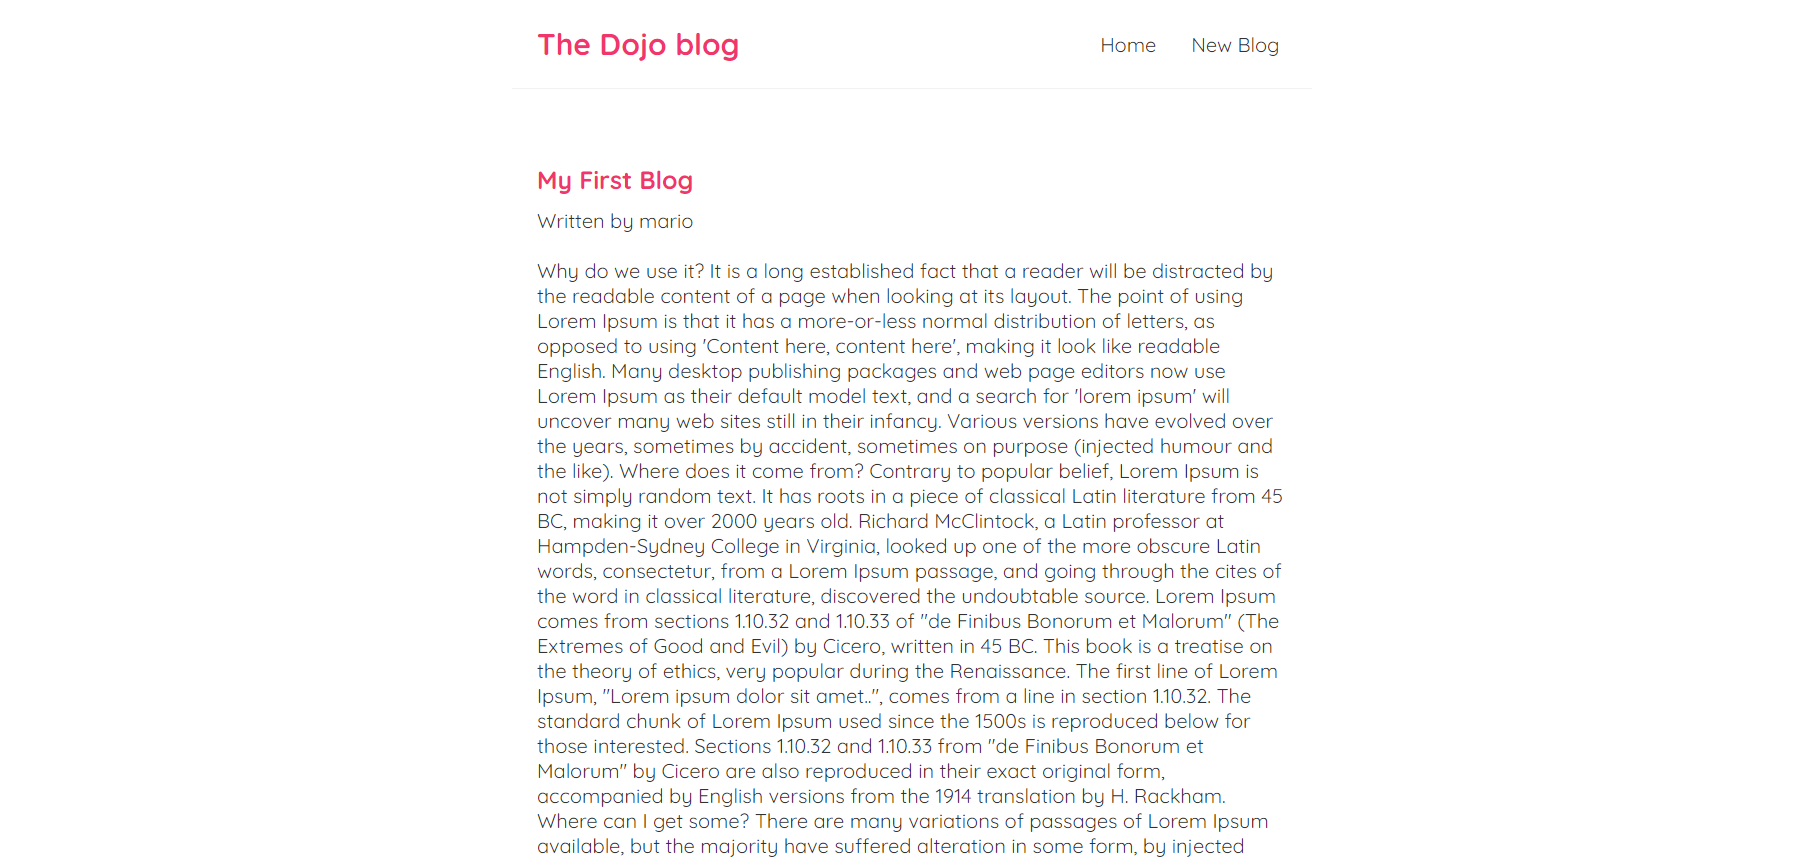 The Dojo blog
Home New Blog
My First Blog
Written by mario
Why do we use it? It is a long established fact that a reader will be distracted by
the readable content of a page when looking at its layout. The point of using
Lorem Ipsum is that it has a more-or-less normal distribution of letters, as
opposed to using 'Content here, content here', making it look like readable
English. Many desktop publishing packages and web page editors now use
Lorem Ipsum as their default model text, and a search for 'lorem ipsum' will
uncover many web sites still in their infancy. Various versions have evolved over
the years, sometimes by accident, sometimes on purpose (injected humour and
the like). Where does it come from? Contrary to popular belief, Lorem Ipsum is
not simply random text. It has roots in a piece of classical Latin literature from 45
BC, making it over 2000 years old. Richard McClintock, a Latin professor at
Hampden-Sydney College in Virginia, looked up one of the more obscure Latin
words, consectetur, from a Lorem Ipsum passage, and going through the cites of
the word in classical literature, discovered the undoubtable source. Lorem Ipsum
comes from sections 1.10.32 and 1.10.33 of "de Finibus Bonorum et Malorum" (The
Extremes of Good and Evil) by Cicero, written in 45 BC. This book is a treatise on
the theory of ethics, very popular during the Renaissance. The first line of Lorem
Ipsum, "Lorem ipsum dolor sit amet..", comes from a line in section 1.10.32. The
standard chunk of Lorem Ipsum used since the 1500s is reproduced below for
those interested. Sections 1.10.32 and 1.10.33 from "de Finibus Bonorum et
Malorum" by Cicero are also reproduced in their exact original form,
accompanied by English versions from the 1914 translation by H. Rackham.
Where can I get some? There are many variations of passages of Lorem Ipsum
available, but the majority have suffered alteration in some form, by injected